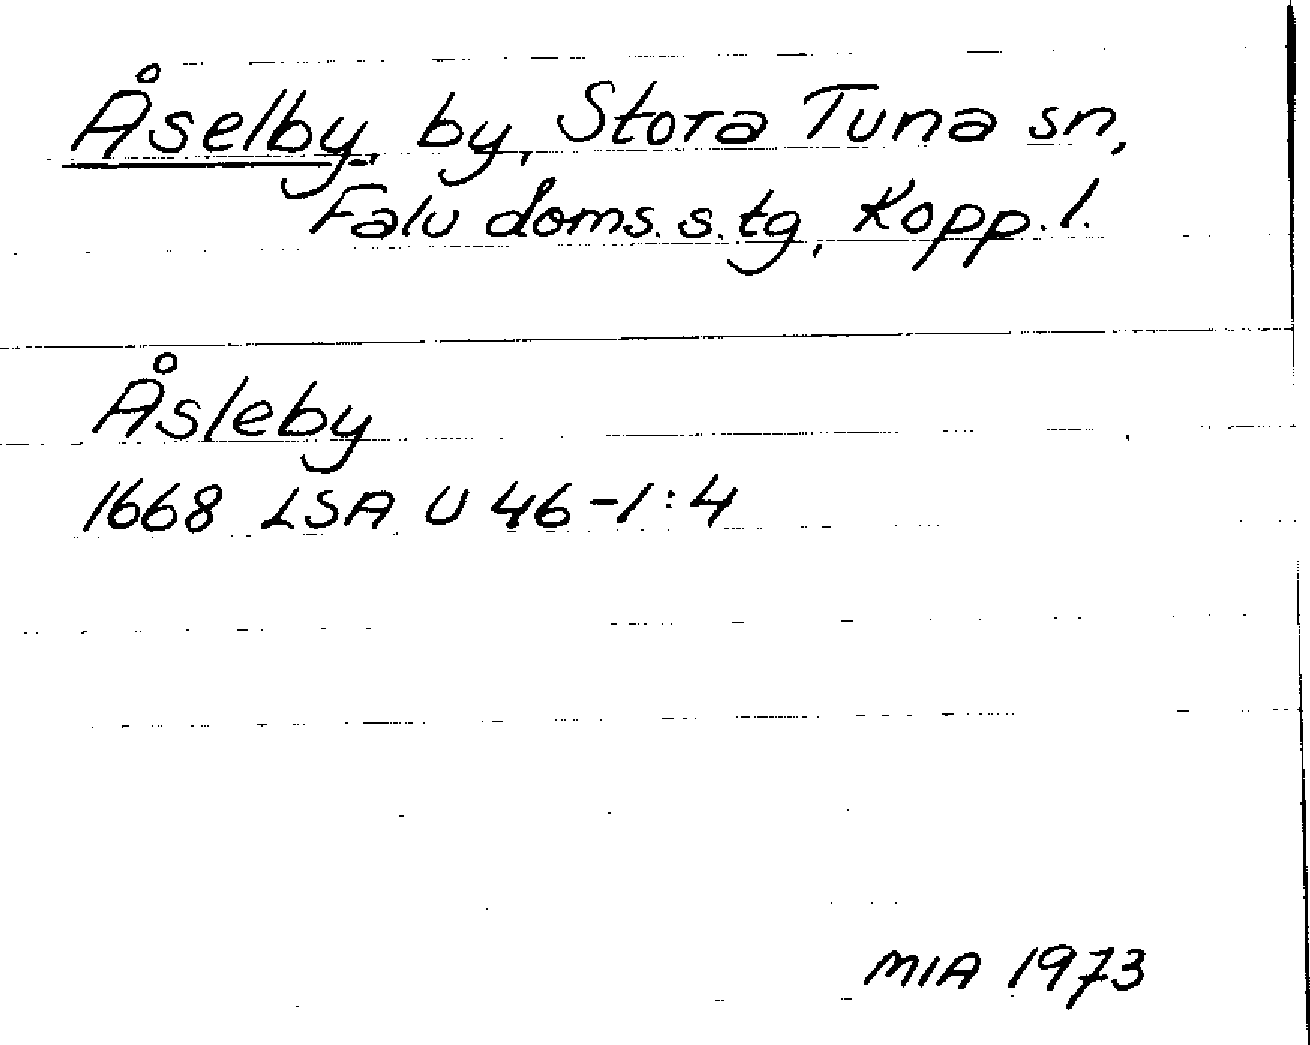 Åselby, by, Stora Tuna sn,
Falu doms.s.tg, Kopp.l.
Åsleby
1668 LSA U 46-1:4
MIA 1973